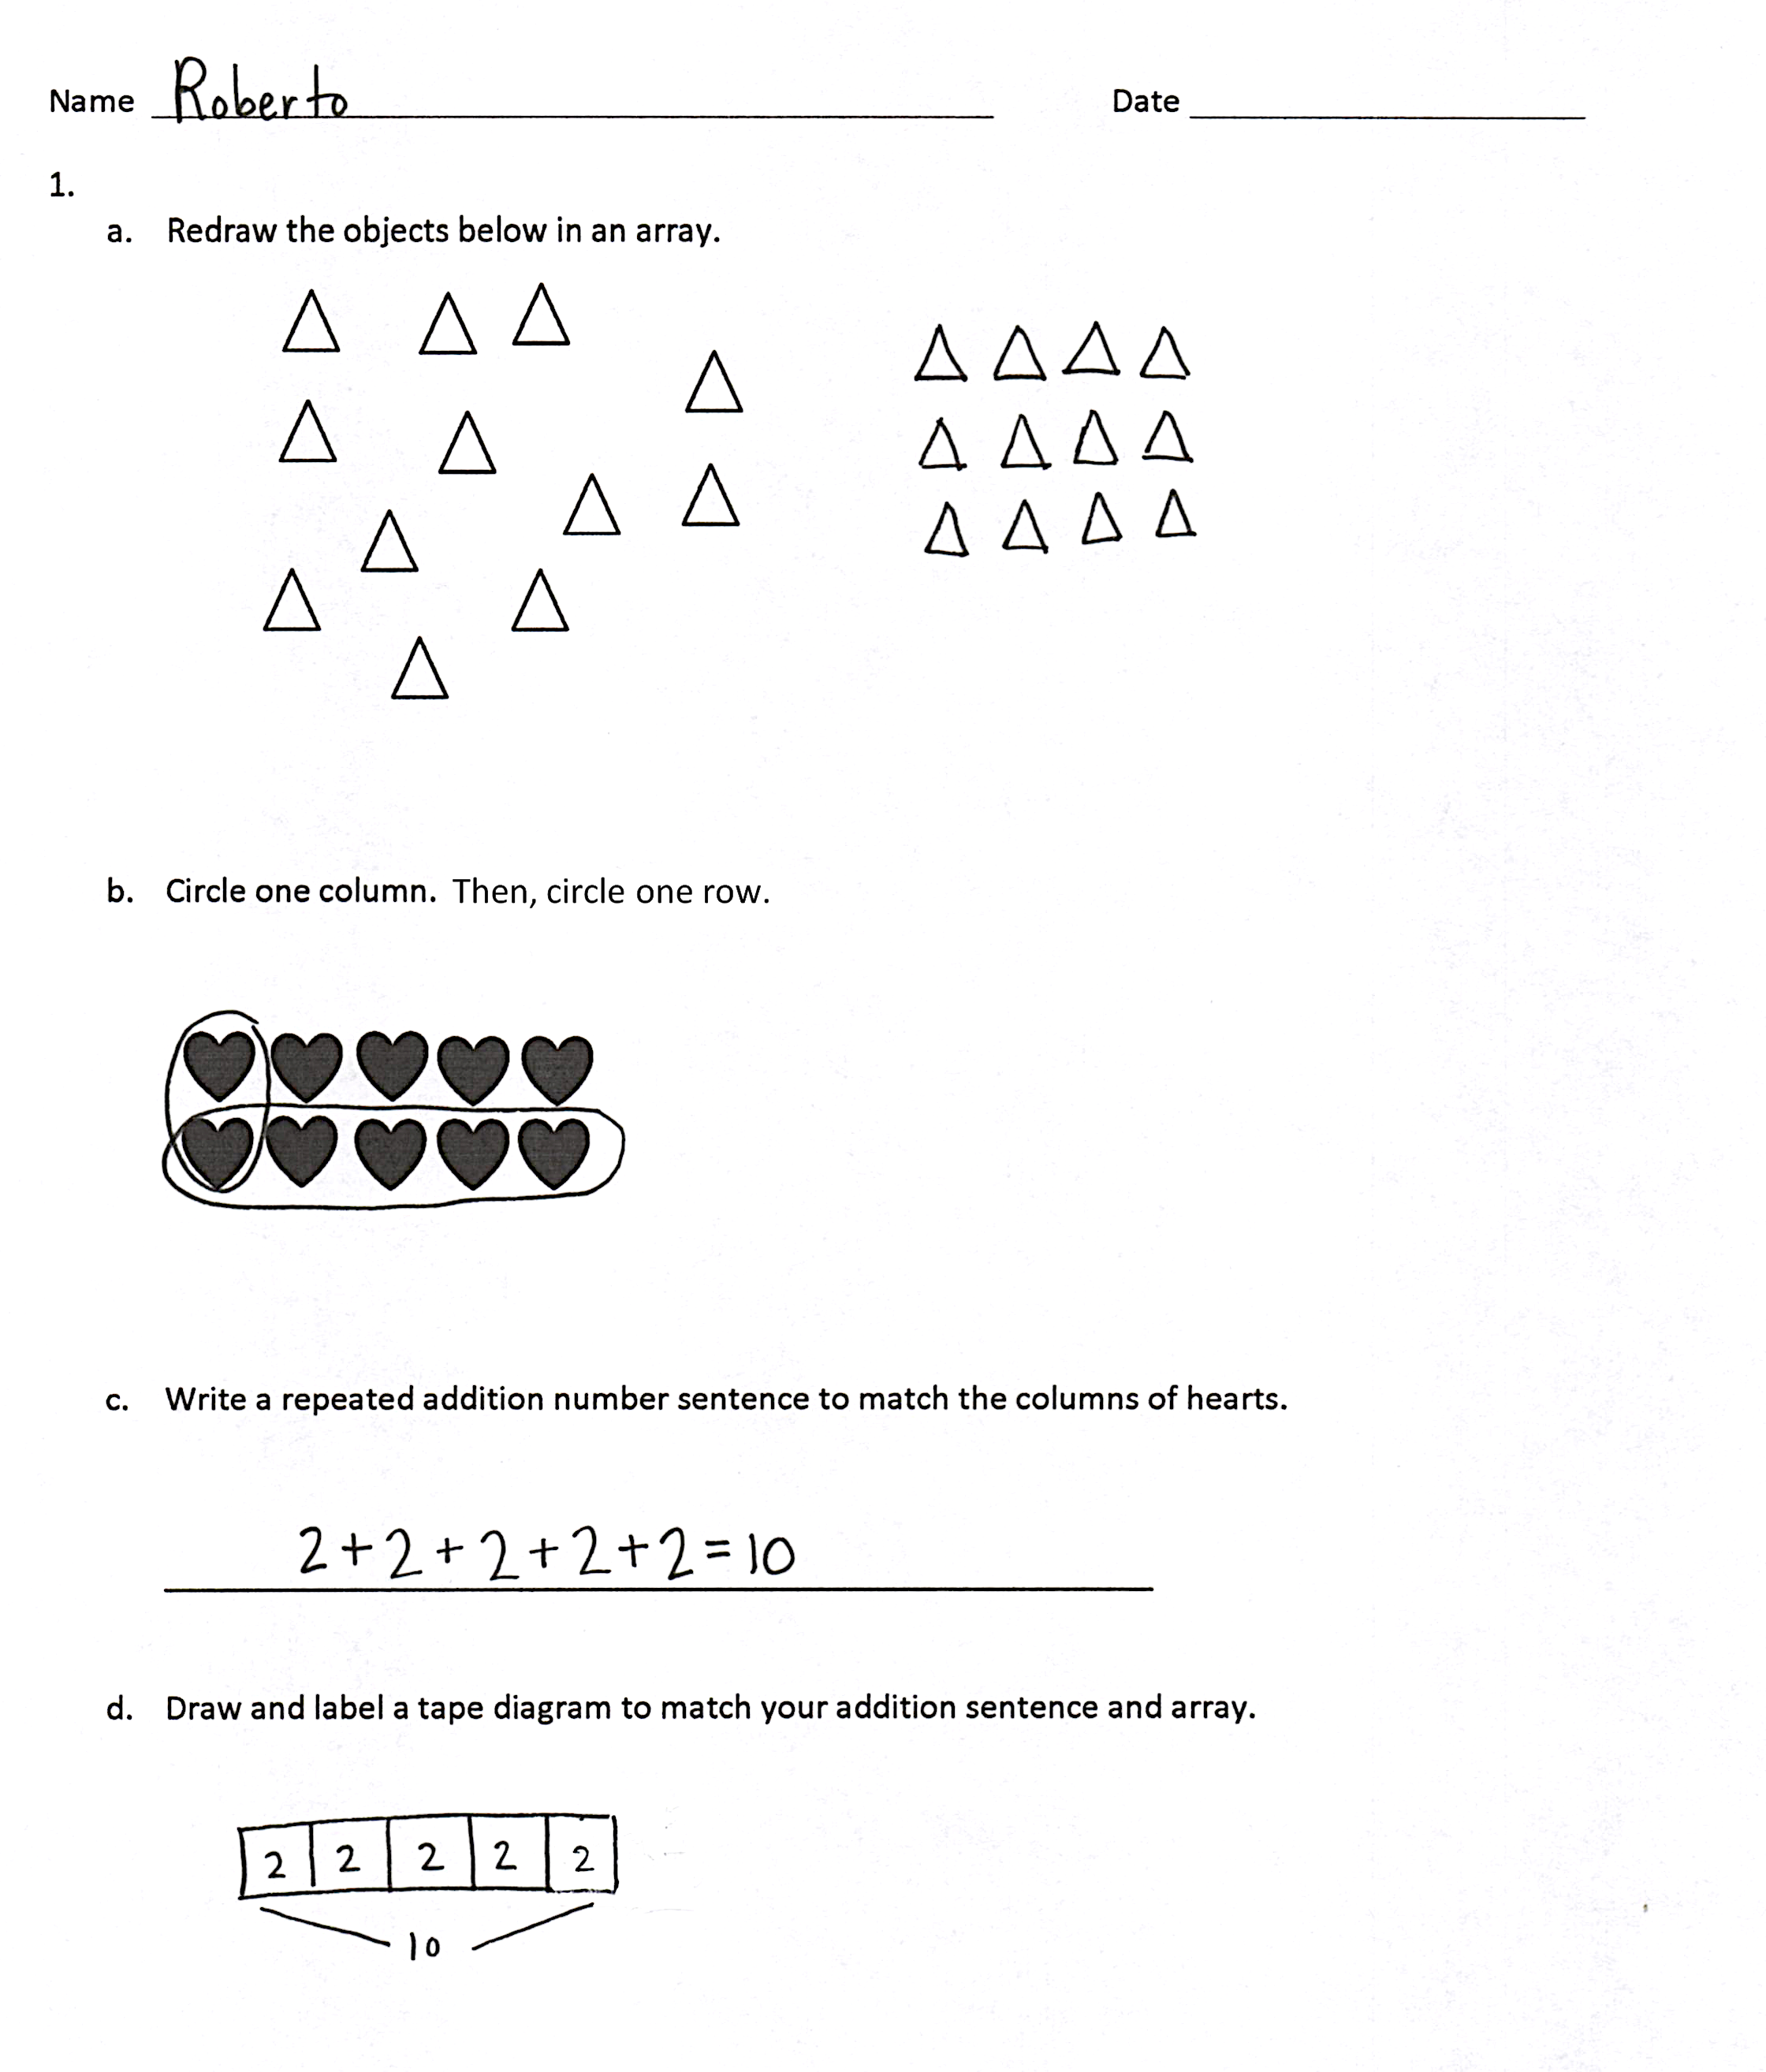 Name Roberto Date
1.
a. Redraw the objects below in an array.
b. Circle one column. Then, circle one row.
c. Write a repeated addition number sentence to match the columns of hearts.
2+2+2+2+2=10
d. Draw and label a tape diagram to match your addition sentence and array.
2 2 2 2 2
10